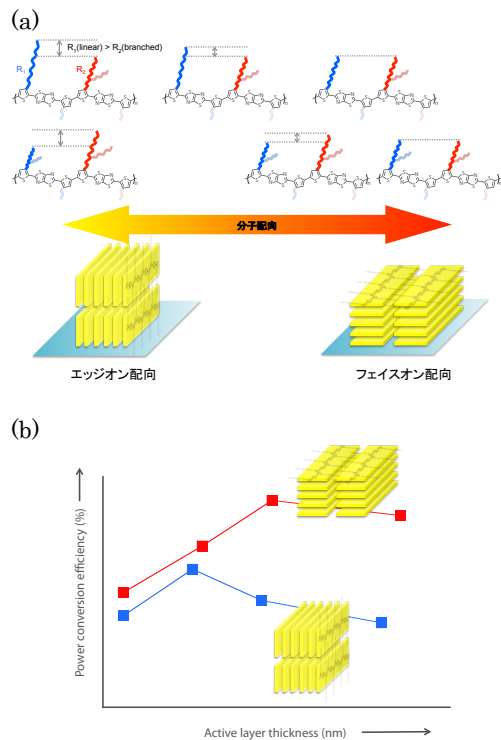 (a)
R₁(linear) > R₂(branched)
R₁
R₂
分子配向
エッジオン配向
フェイスオン配向
(b)
Power conversion efficiency (%)
Active layer thickness (nm)